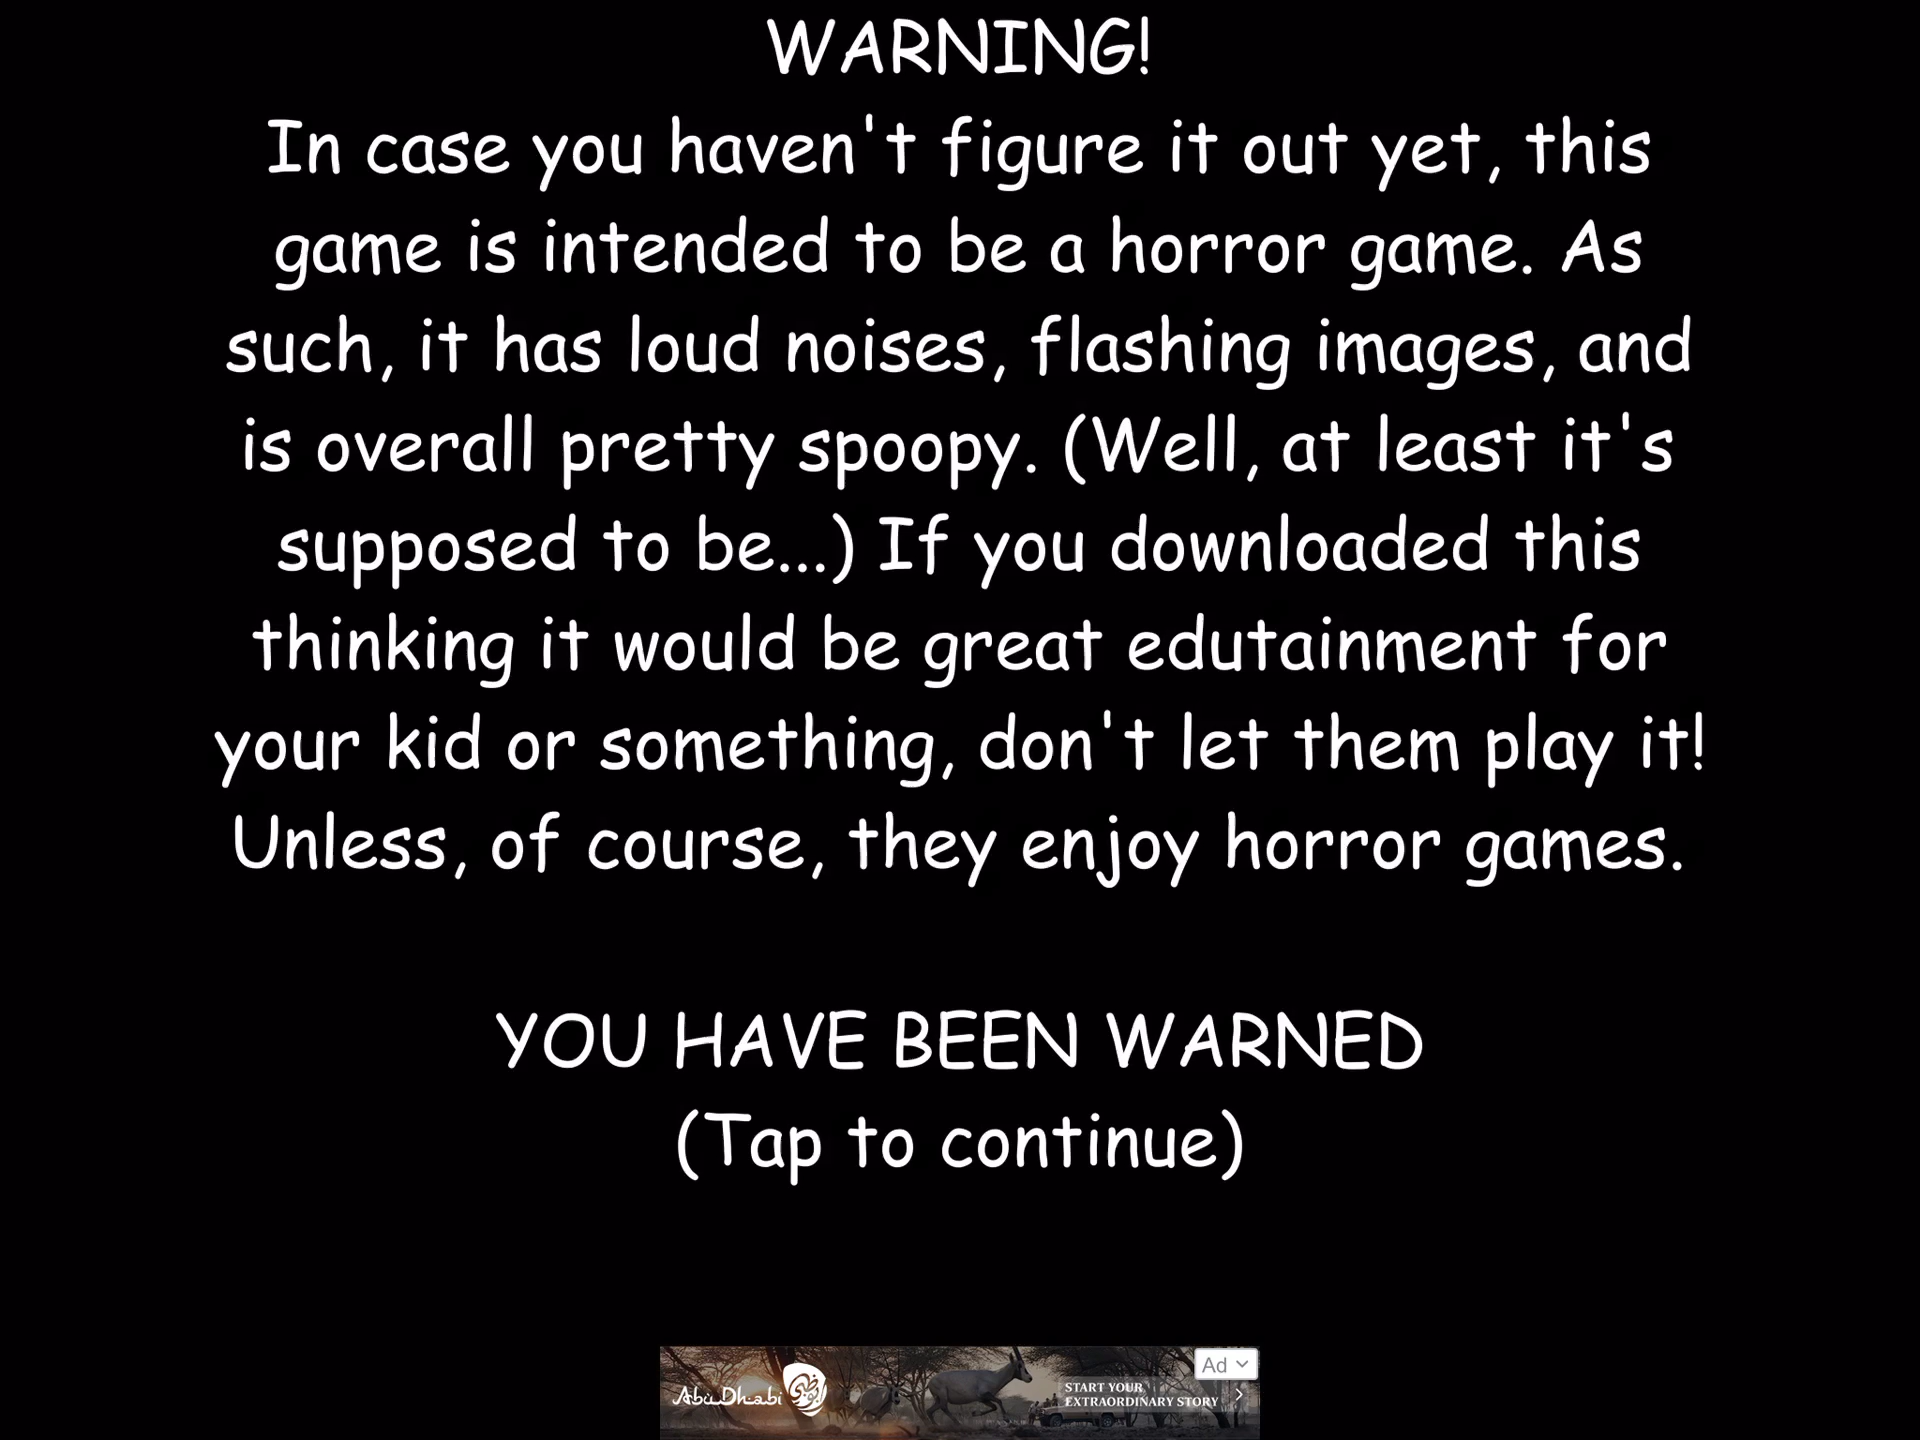 WARNING!
In case you haven't figure it out yet, this
game is intended to be a horror game. As
such, it has loud noises, flashing images, and
is overall pretty spoopy. (Well, at least it's
supposed to be...) If you downloaded this
thinking it would be great edutainment for
your kid or something, don't let them play it!
Unless, of course, they enjoy horror games.
YOU HAVE BEEN WARNED
(Tap to continue)
Ad
Abu Dhabi
أبوظبي
START YOUR
EXTRAORDINARY STORY